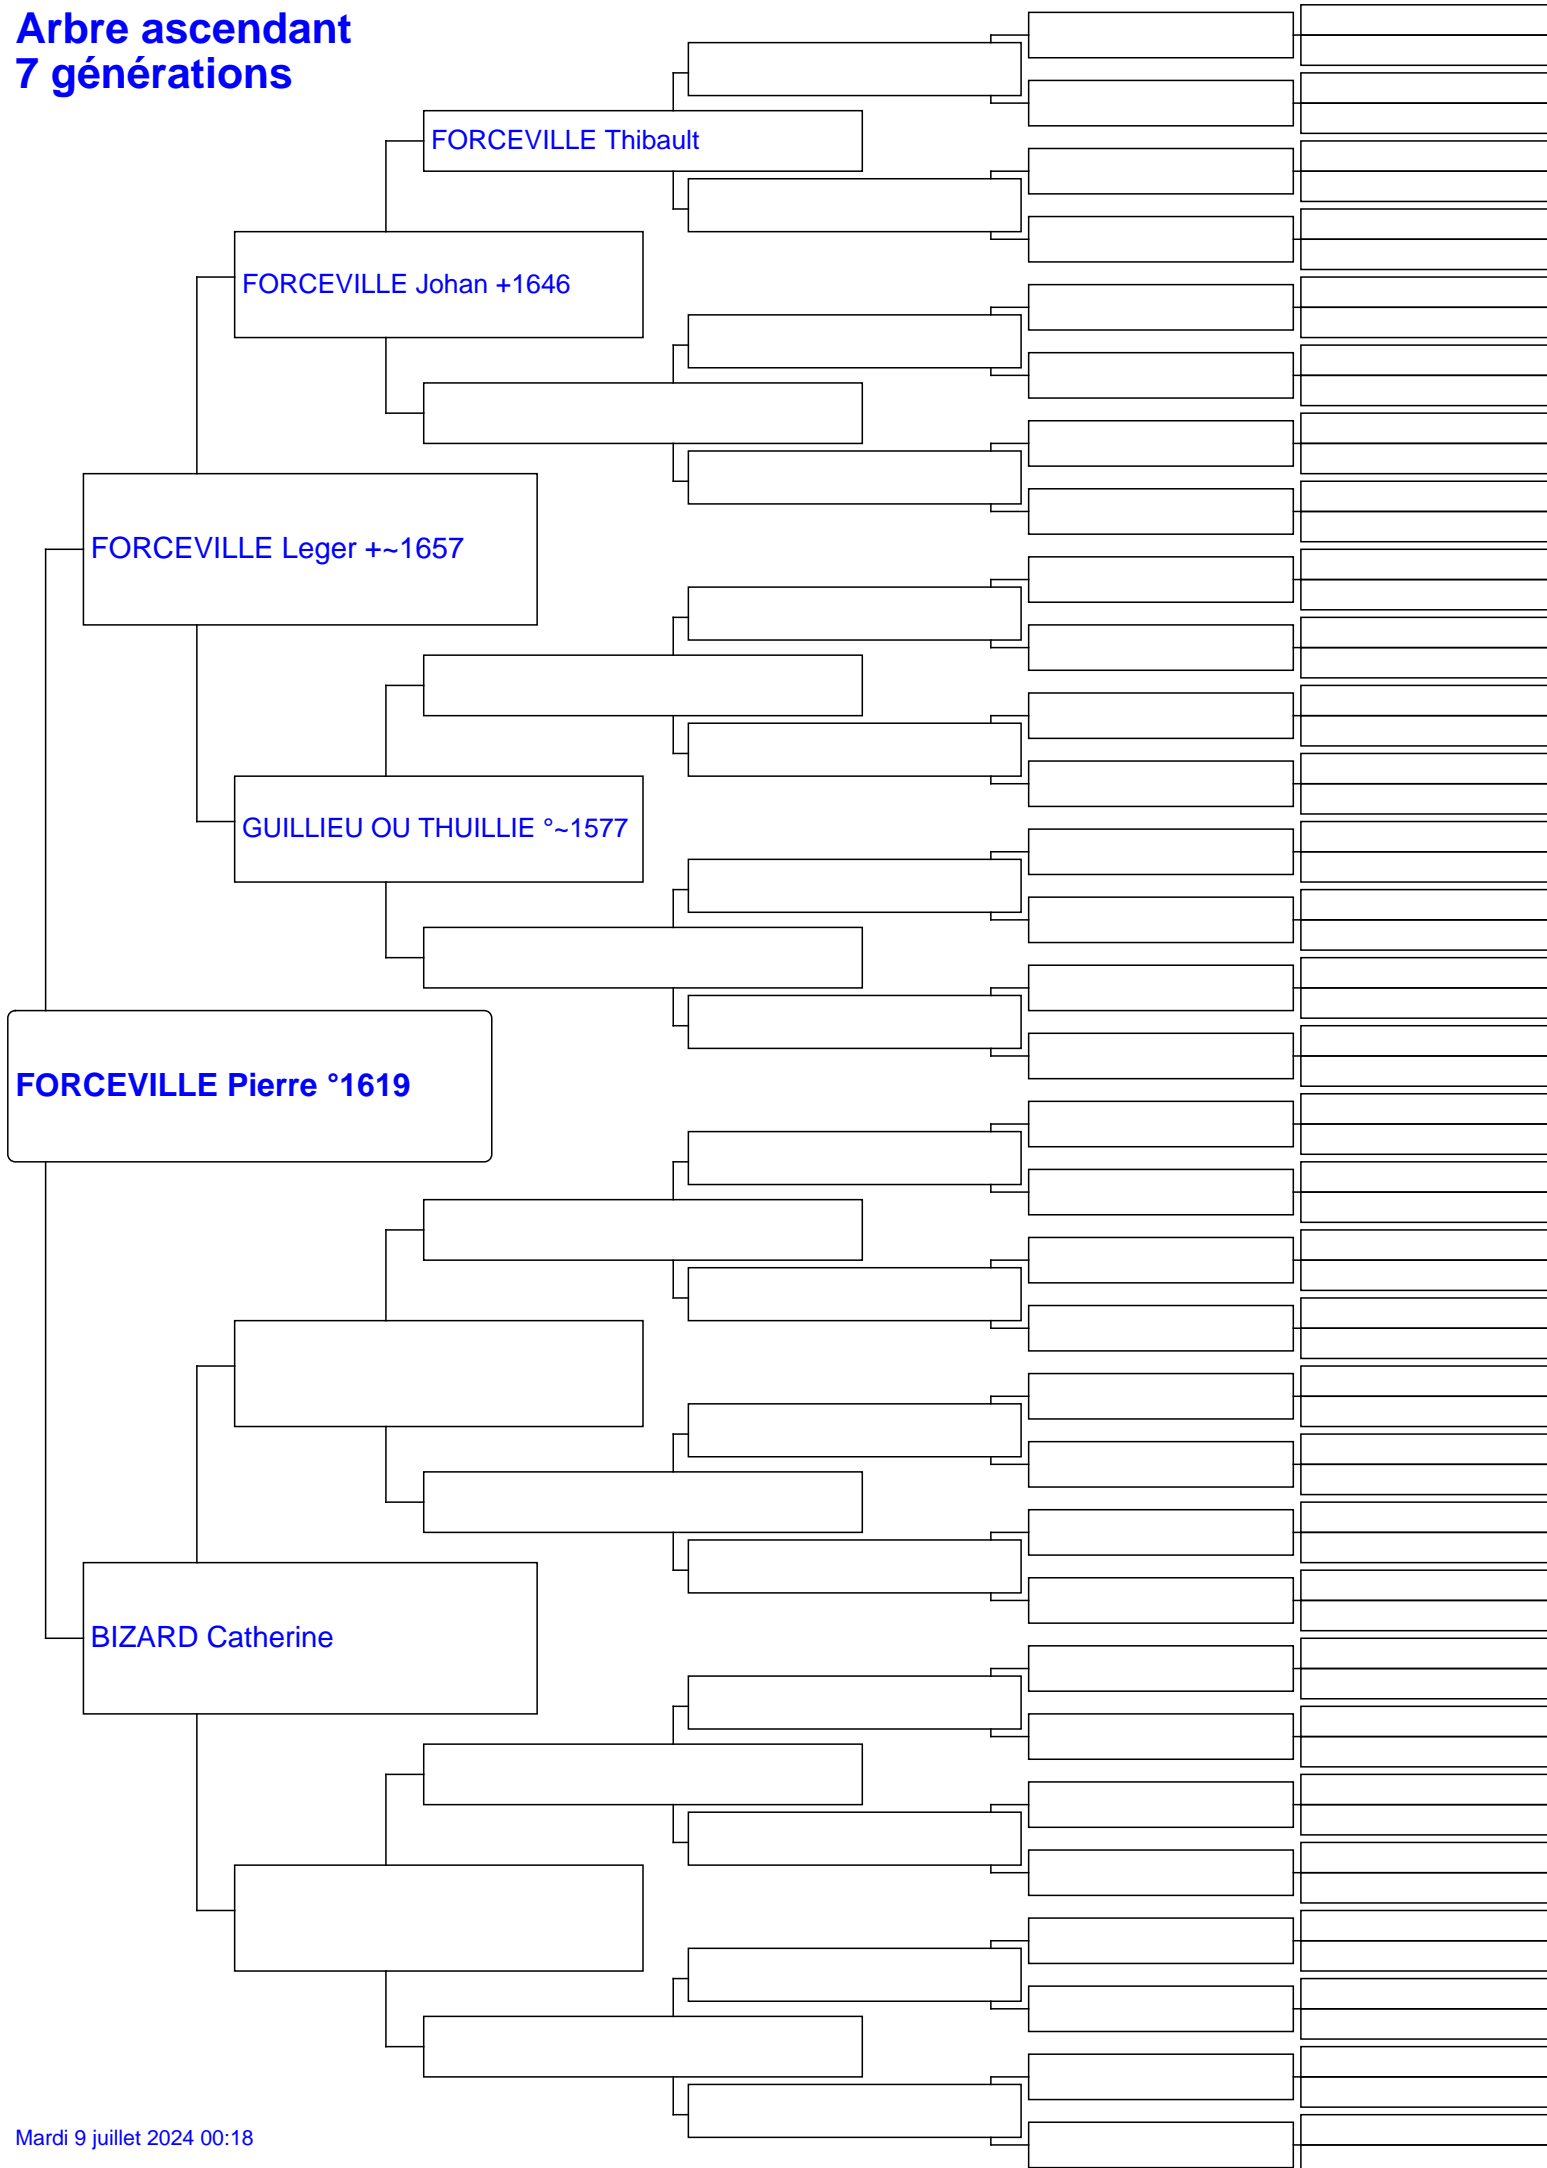 Arbre ascendant
7 générations
FORCEVILLE Thibault
FORCEVILLE Johan +1646
FORCEVILLE Leger +~1657
GUILLIEU OU THUILLIE °~1577
FORCEVILLE Pierre °1619
BIZARD Catherine
Mardi 9 juillet 2024 00:18